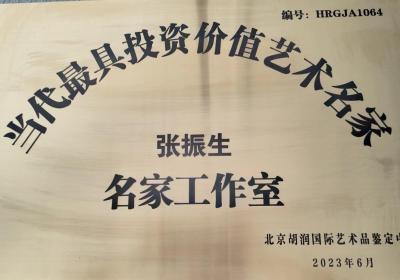 编号：HRGJA1064
当代最具投资价值艺术名家
张振生
名家工作室
北京胡润国际艺术品鉴定
2023年6月